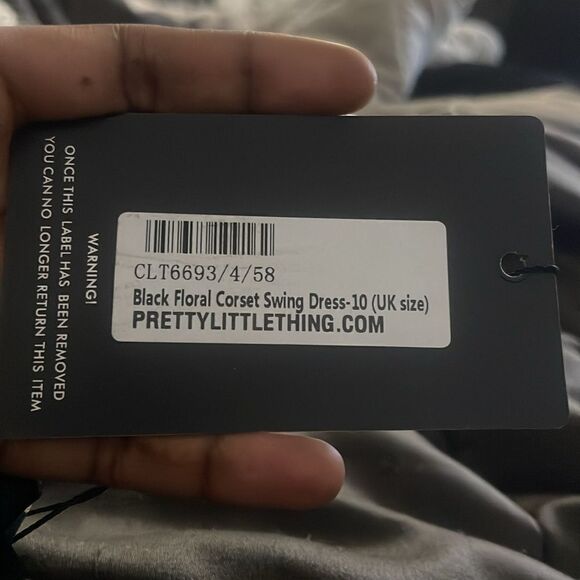 WARNING!
ONCE THIS LABEL HAS BEEN REMOVED
YOU CAN NO LONGER RETURN THIS ITEM
CLT6693/4/58
Black Floral Corset Swing Dress-10 (UK size)
PRETTYLITTLETHING.COM